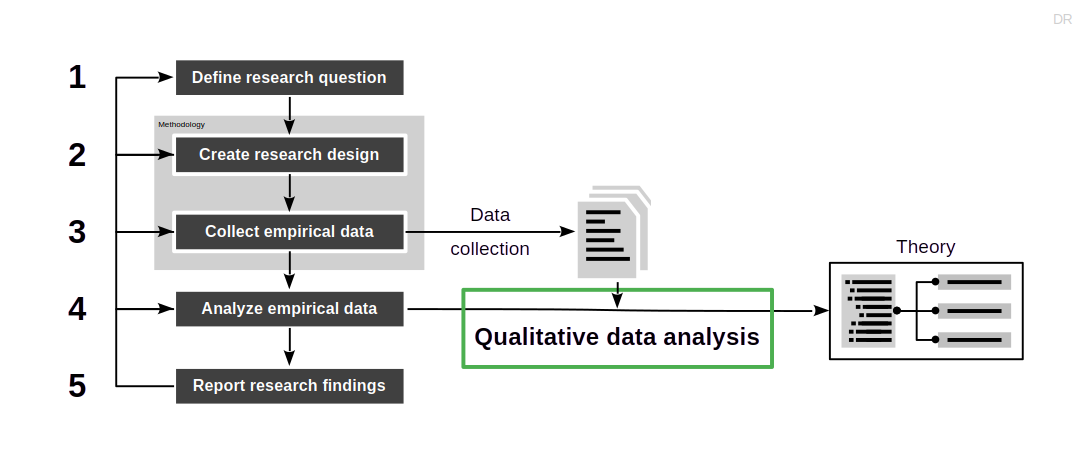 DR
1
Define research question
Methodology
2
Create research design
3
Collect empirical data
Data
collection
Theory
4
Analyze empirical data
Qualitative data analysis
5
Report research findings